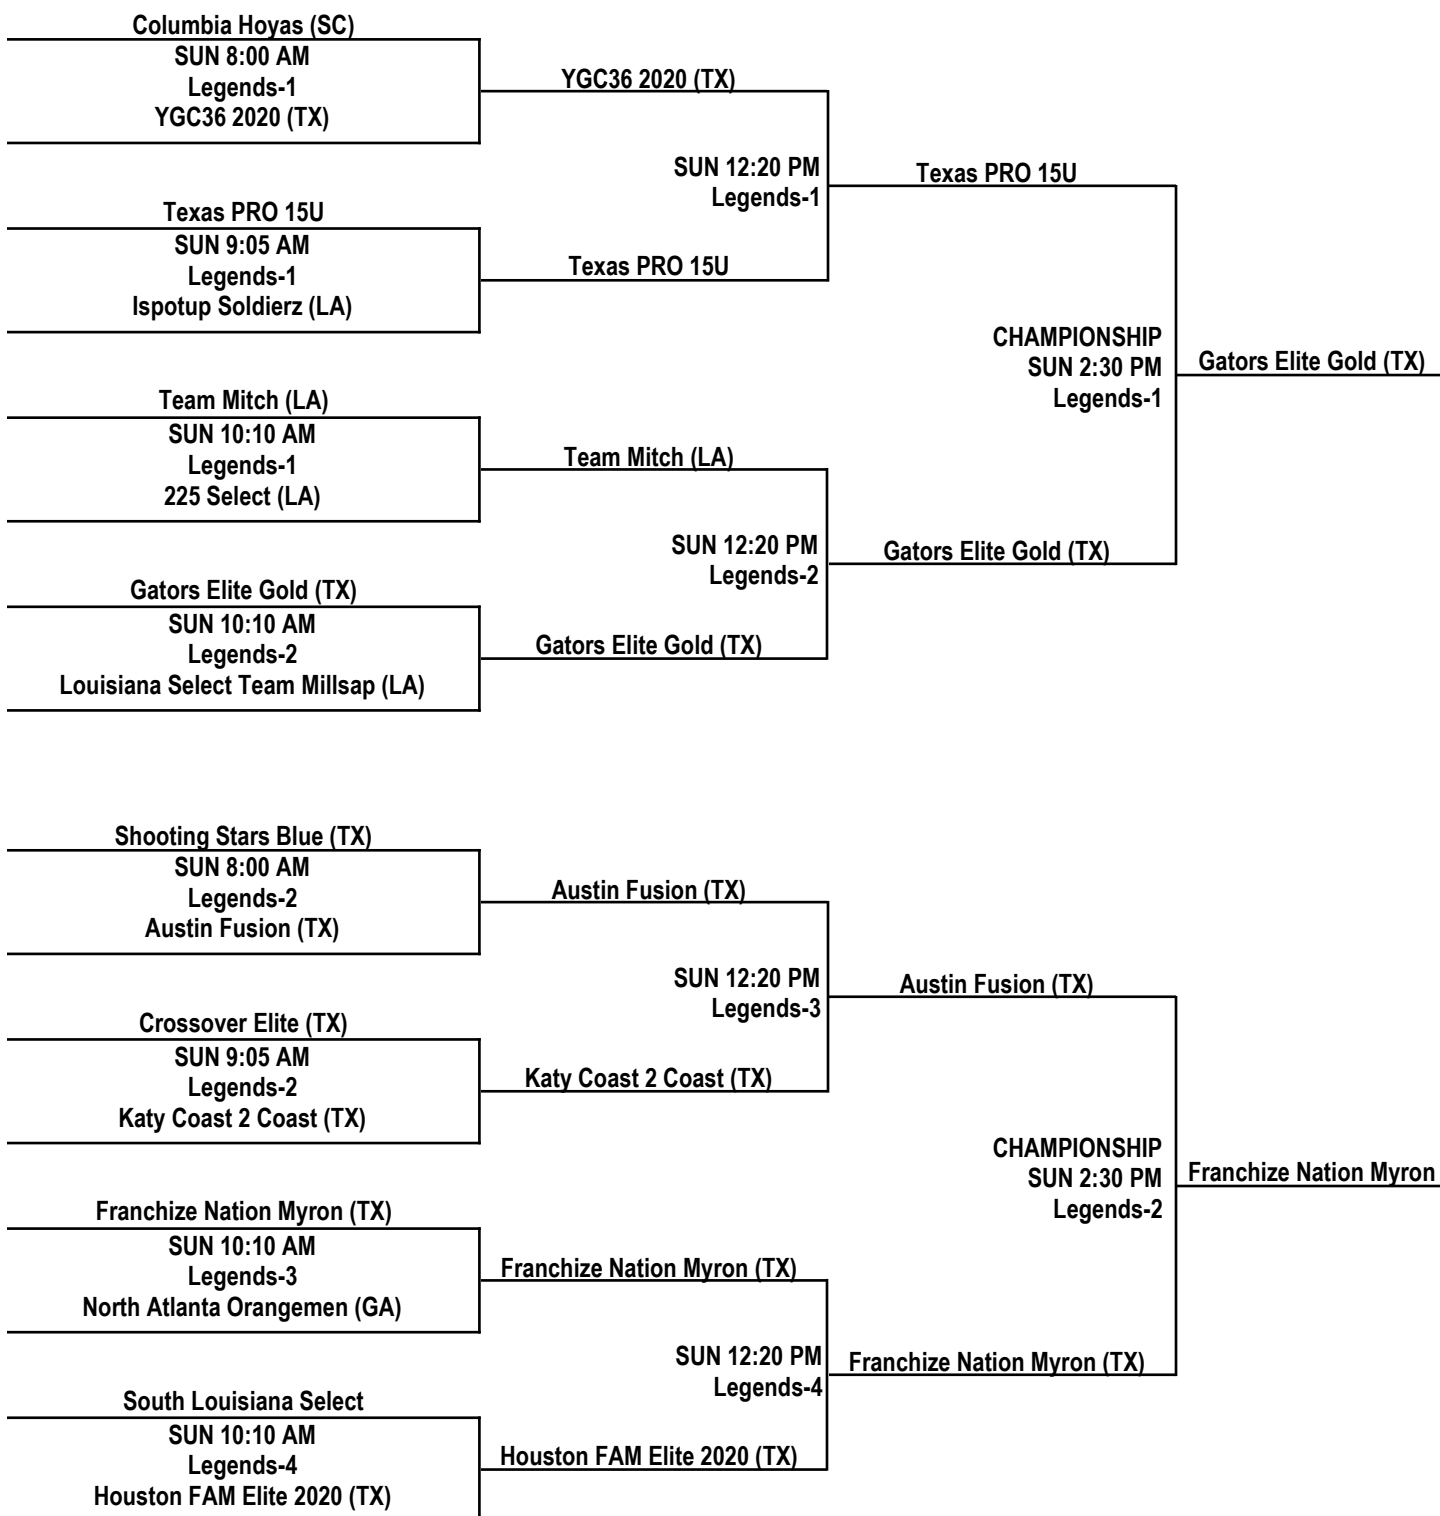 Columbia Hoyas (SC)
SUN 8:00 AM
Legends-1
YGC36 2020 (TX)
YGC36 2020 (TX)
SUN 12:20 PM
Legends-1
Texas PRO 15U
Texas PRO 15U
SUN 9:05 AM
Legends-1
Ispotup Soldierz (LA)
Texas PRO 15U
CHAMPIONSHIP
SUN 2:30 PM
Legends-1
Gators Elite Gold (TX)
Team Mitch (LA)
SUN 10:10 AM
Legends-1
225 Select (LA)
Team Mitch (LA)
SUN 12:20 PM
Legends-2
Gators Elite Gold (TX)
Gators Elite Gold (TX)
SUN 10:10 AM
Legends-2
Louisiana Select Team Millsap (LA)
Gators Elite Gold (TX)
Shooting Stars Blue (TX)
SUN 8:00 AM
Legends-2
Austin Fusion (TX)
Austin Fusion (TX)
SUN 12:20 PM
Legends-3
Austin Fusion (TX)
Crossover Elite (TX)
SUN 9:05 AM
Legends-2
Katy Coast 2 Coast (TX)
Katy Coast 2 Coast (TX)
CHAMPIONSHIP
SUN 2:30 PM
Legends-2
Franchize Nation Myron
Franchize Nation Myron (TX)
SUN 10:10 AM
Legends-3
North Atlanta Orangemen (GA)
Franchize Nation Myron (TX)
SUN 12:20 PM
Legends-4
Franchize Nation Myron (TX)
South Louisiana Select
SUN 10:10 AM
Legends-4
Houston FAM Elite 2020 (TX)
Houston FAM Elite 2020 (TX)